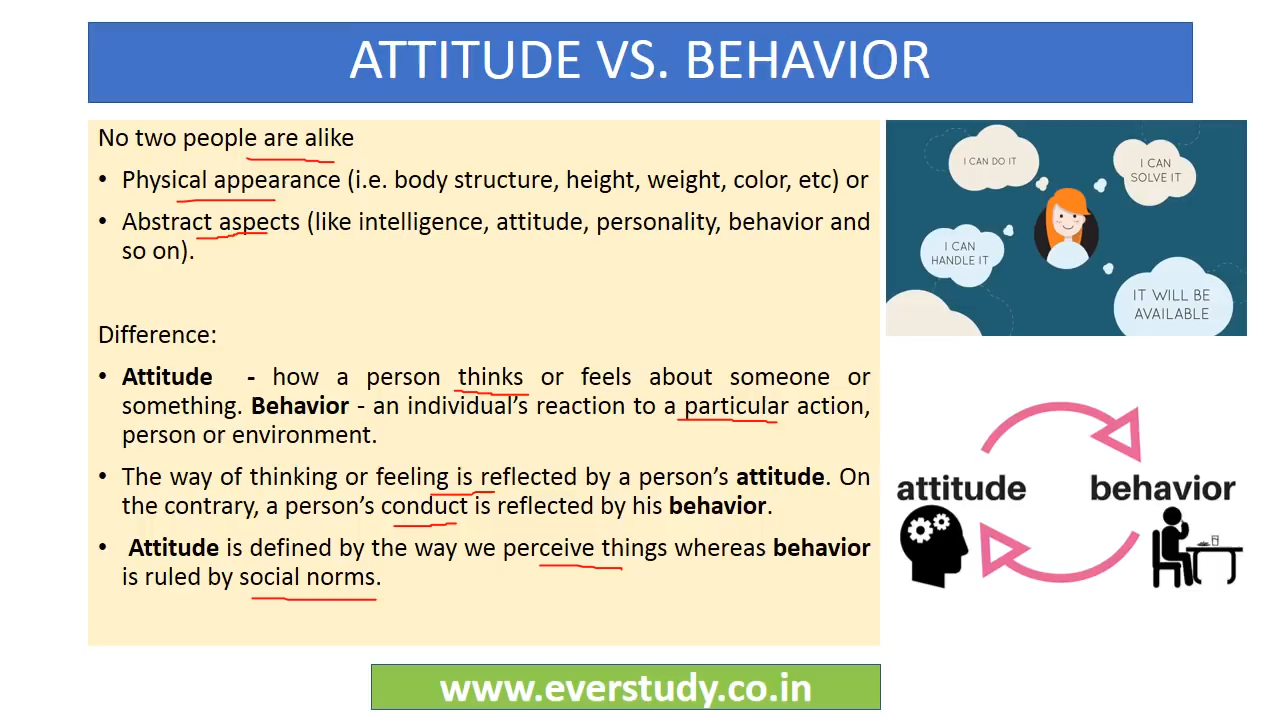 ATTITUDE VS. BEHAVIOR
No two people are alike
• Physical appearance (i.e. body structure, height, weight, color, etc) or
• Abstract aspects (like intelligence, attitude, personality, behavior and
so on).
Difference:
• Attitude - how a person thinks or feels about someone or
something. Behavior - an individual's reaction to a particular action,
person or environment.
• The way of thinking or feeling is reflected by a person's attitude. On
the contrary, a person's conduct is reflected by his behavior.
• Attitude is defined by the way we perceive things whereas behavior
is ruled by social norms.
I CAN DO IT
I CAN
SOLVE IT
I CAN
HANDLE IT
IT WILL BE
AVAILABLE
attitude
behavior
www.everstudy.co.in